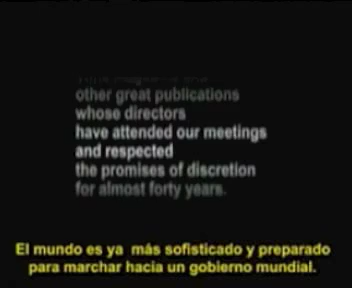 other great publications
whose directors
have attended our meetings
and respected
the promises of discretion
for almost forty years.
El mundo es ya más sofisticado y preparado
para marchar hacia un gobierno mundial.